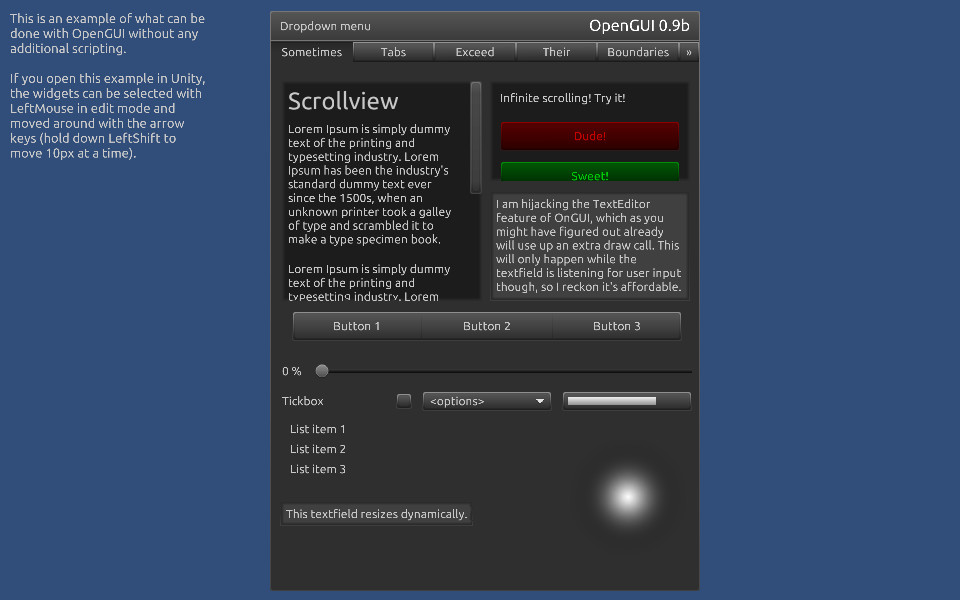 This is an example of what can be
done with OpenGUI without any
additional scripting.
If you open this example in Unity,
the widgets can be selected with
LeftMouse in edit mode and
moved around with the arrow
keys (hold down LeftShift to
move 10px at a time).
Dropdown menu
OpenGUI 0.9b
Sometimes
Tabs
Exceed
Their
Boundaries
»
Scrollview
Lorem Ipsum is simply dummy
text of the printing and
typesetting industry. Lorem
Ipsum has been the industry's
standard dummy text ever
since the 1500s, when an
unknown printer took a galley
of type and scrambled it to
make a type specimen book.
Lorem Ipsum is simply dummy
text of the printing and
typesetting industry. Lorem
Infinite scrolling! Try it!
Dude!
Sweet!
I am hijacking the TextEditor
feature of OnGUI, which as you
might have figured out already
will use up an extra draw call. This
will only happen while the
textfield is listening for user input
though, so I reckon it's affordable.
Button 1
Button 2
Button 3
0 %
Tickbox
<options>
List item 1
List item 2
List item 3
This textfield resizes dynamically.